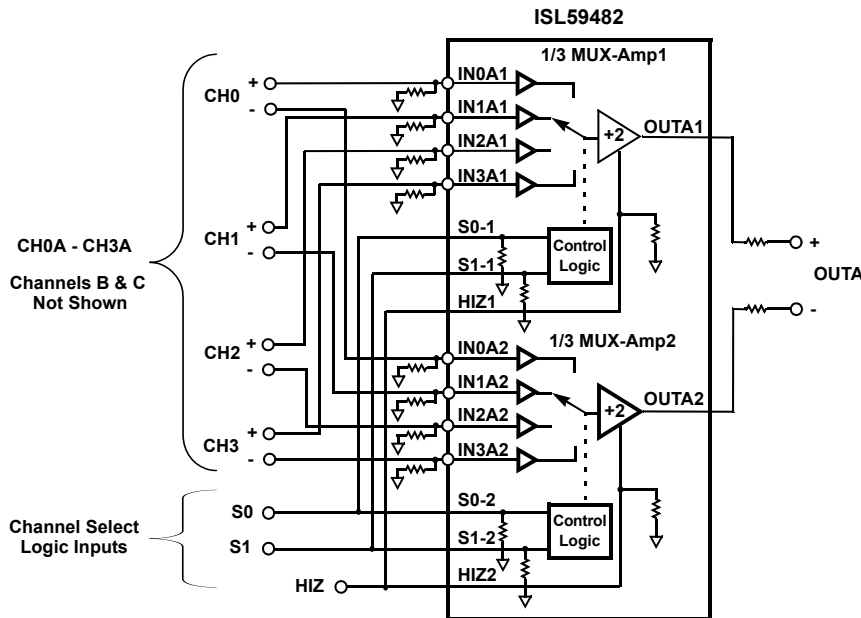 ISL59482
1/3 MUX-Amp1
CH0
+
-
IN0A1
IN1A1
IN2A1
IN3A1
+2
OUTA1
CH0A - CH3A
Channels B & C
Not Shown
CH1
+
-
S0-1
S1-1
HIZ1
Control
Logic
+
OUTA
-
1/3 MUX-Amp2
CH2
+
-
IN0A2
IN1A2
IN2A2
IN3A2
+2
OUTA2
CH3
+
-
Channel Select
Logic Inputs
S0
S1
HIZ
S0-2
S1-2
HIZ2
Control
Logic